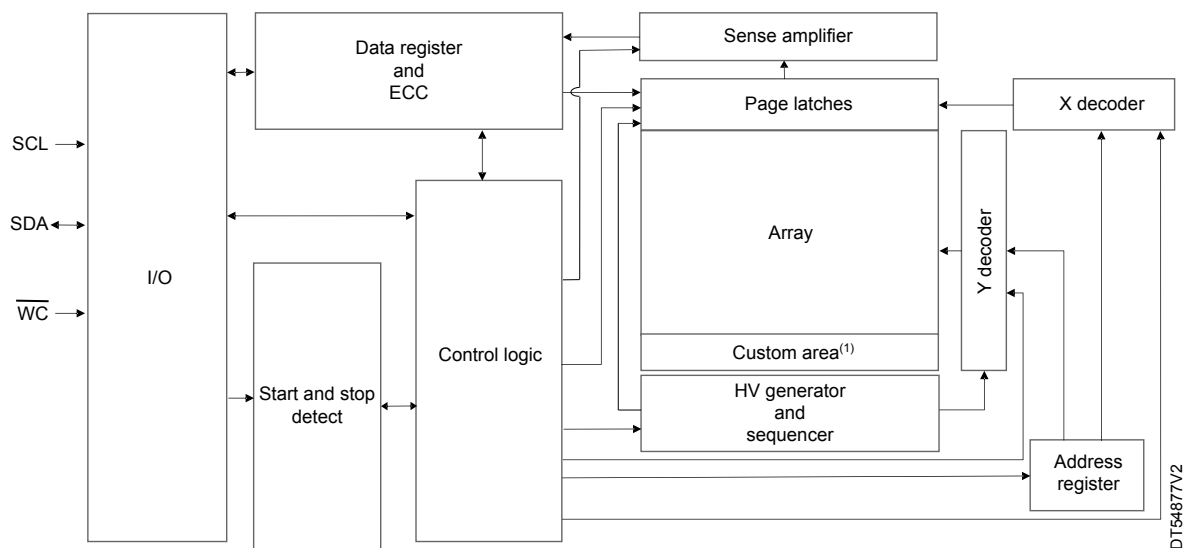 Data register
and
ECC
Sense amplifier
Page latches
X decoder
SCL
SDA
Y decoder
Array
I/O
WC
Custom area(1)
Control logic
Start and stop
detect
HV generator
and
sequencer
Address
register
DT54877V2